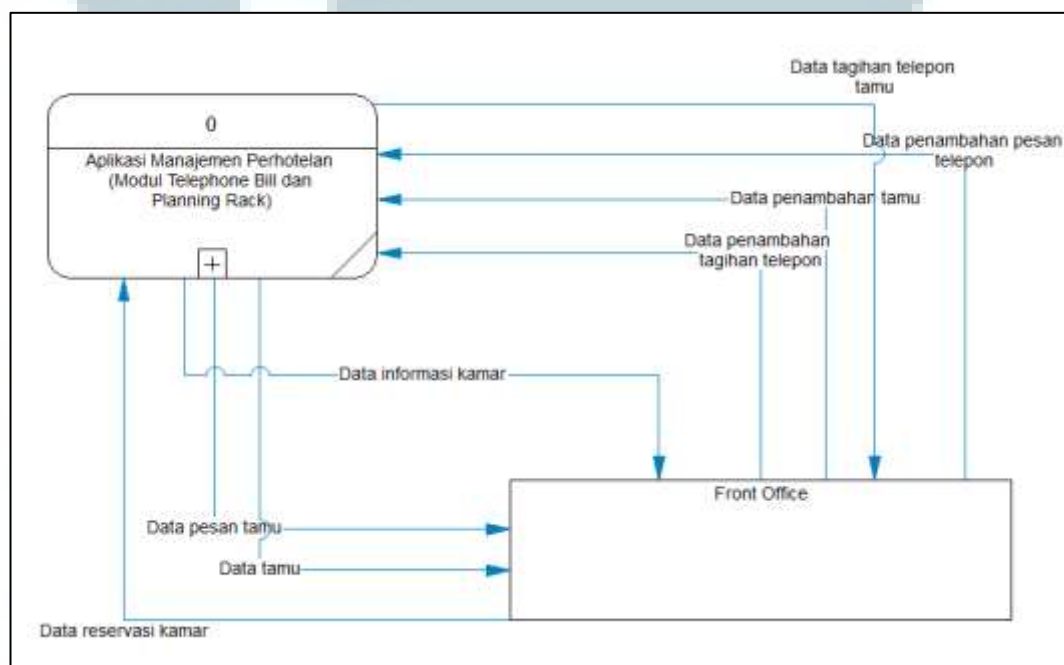 Data tagihan telepon
tamu
0
Aplikasi Manajemen Perhotelan
(Modul Telephone Bill dan
Planning Rack)
+
Data penambahan pesan
telepon
Data penambahan tamu
Data penambahan
tagihan telepon
Data informasi kamar
Front Office
Data pesan tamu
Data tamu
Data reservasi kamar